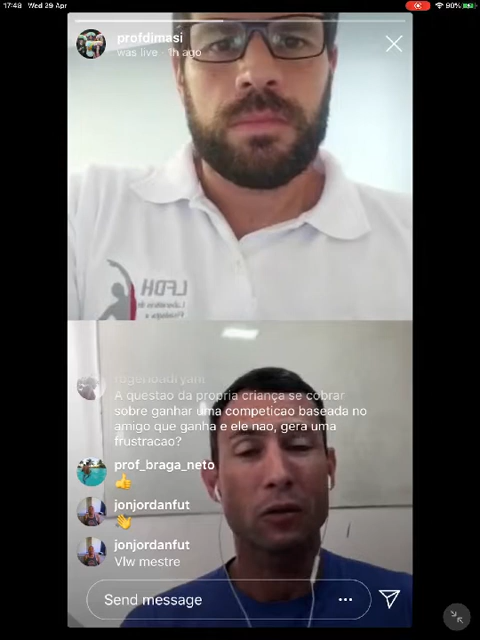 17:48 Wed 29 Apr
90%
profdimasi
was live · 1h ago
LFDH
A questao da propria criança se cobrar
sobre ganhar uma competicao baseada no
amigo que ganha e ele nao, gera uma
frustracao?
prof_braga_neto
👍
jonjordanfut
👋
jonjordanfut
Vlw mestre
Send message